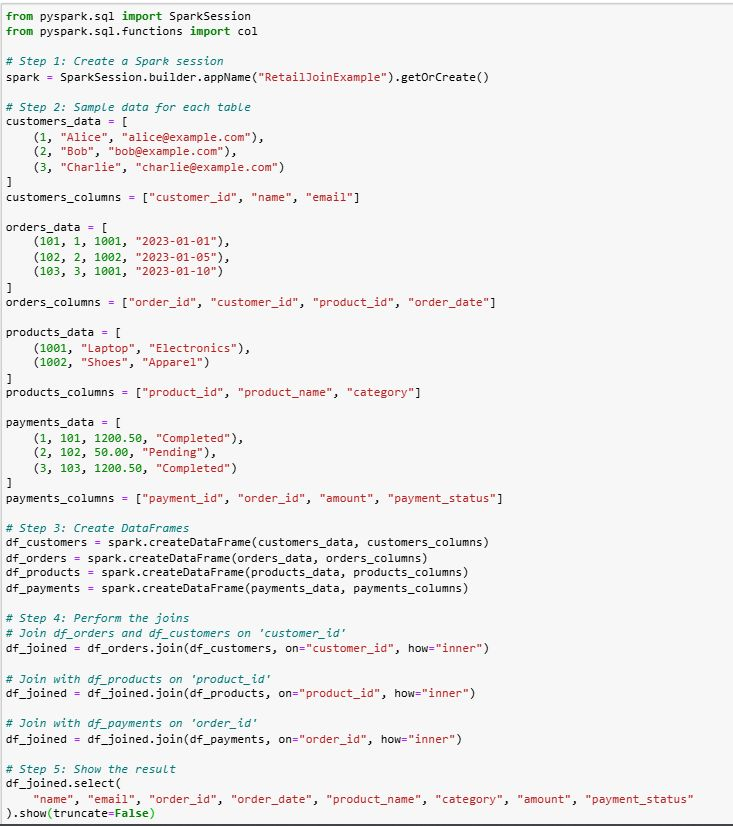 from pyspark.sql import SparkSession
from pyspark.sql.functions import col
# Step 1: Create a Spark session
spark = SparkSession.builder.appName("RetailJoinExample").getOrCreate()
# Step 2: Sample data for each table
customers_data = [
    (1, "Alice", "alice@example.com"),
    (2, "Bob", "bob@example.com"),
    (3, "Charlie", "charlie@example.com")
]
customers_columns = ["customer_id", "name", "email"]
orders_data = [
    (101, 1, 1001, "2023-01-01"),
    (102, 2, 1002, "2023-01-05"),
    (103, 3, 1001, "2023-01-10")
]
orders_columns = ["order_id", "customer_id", "product_id", "order_date"]
products_data = [
    (1001, "Laptop", "Electronics"),
    (1002, "Shoes", "Apparel")
]
products_columns = ["product_id", "product_name", "category"]
payments_data = [
    (1, 101, 1200.50, "Completed"),
    (2, 102, 50.00, "Pending"),
    (3, 103, 1200.50, "Completed")
]
payments_columns = ["payment_id", "order_id", "amount", "payment_status"]
# Step 3: Create DataFrames
df_customers = spark.createDataFrame(customers_data, customers_columns)
df_orders = spark.createDataFrame(orders_data, orders_columns)
df_products = spark.createDataFrame(products_data, products_columns)
df_payments = spark.createDataFrame(payments_data, payments_columns)
# Step 4: Perform the joins
# Join df_orders and df_customers on 'customer_id'
df_joined = df_orders.join(df_customers, on="customer_id", how="inner")
# Join with df_products on 'product_id'
df_joined = df_joined.join(df_products, on="product_id", how="inner")
# Join with df_payments on 'order_id'
df_joined = df_joined.join(df_payments, on="order_id", how="inner")
# Step 5: Show the result
df_joined.select(
    "name", "email", "order_id", "order_date", "product_name", "category", "amount", "payment_status"
).show(truncate=False)